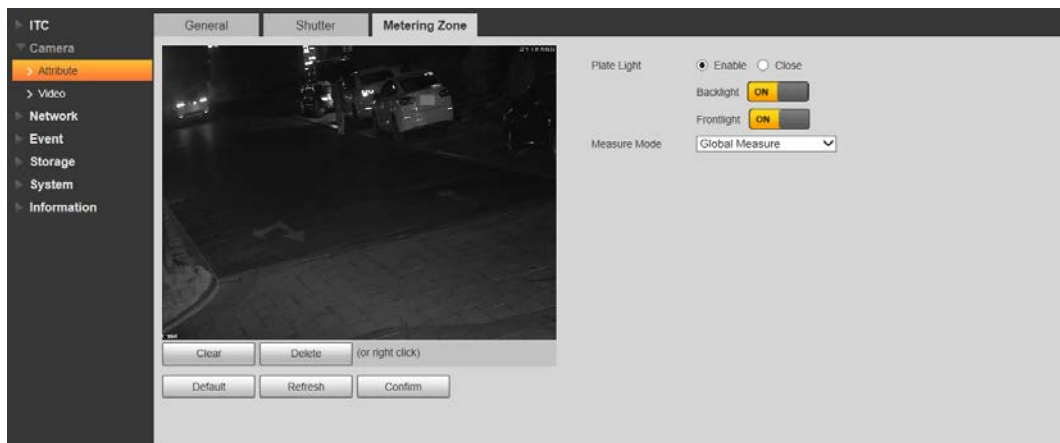 ITC
Camera
Attribute
Video
Network
Event
Storage
System
Information
General
Shutter
Metering Zone
Clear
Delete
(or right click)
Default
Refresh
Confirm
Plate Light
Enable
Close
Backlight
ON
Frontlight
ON
Measure Mode
Global Measure